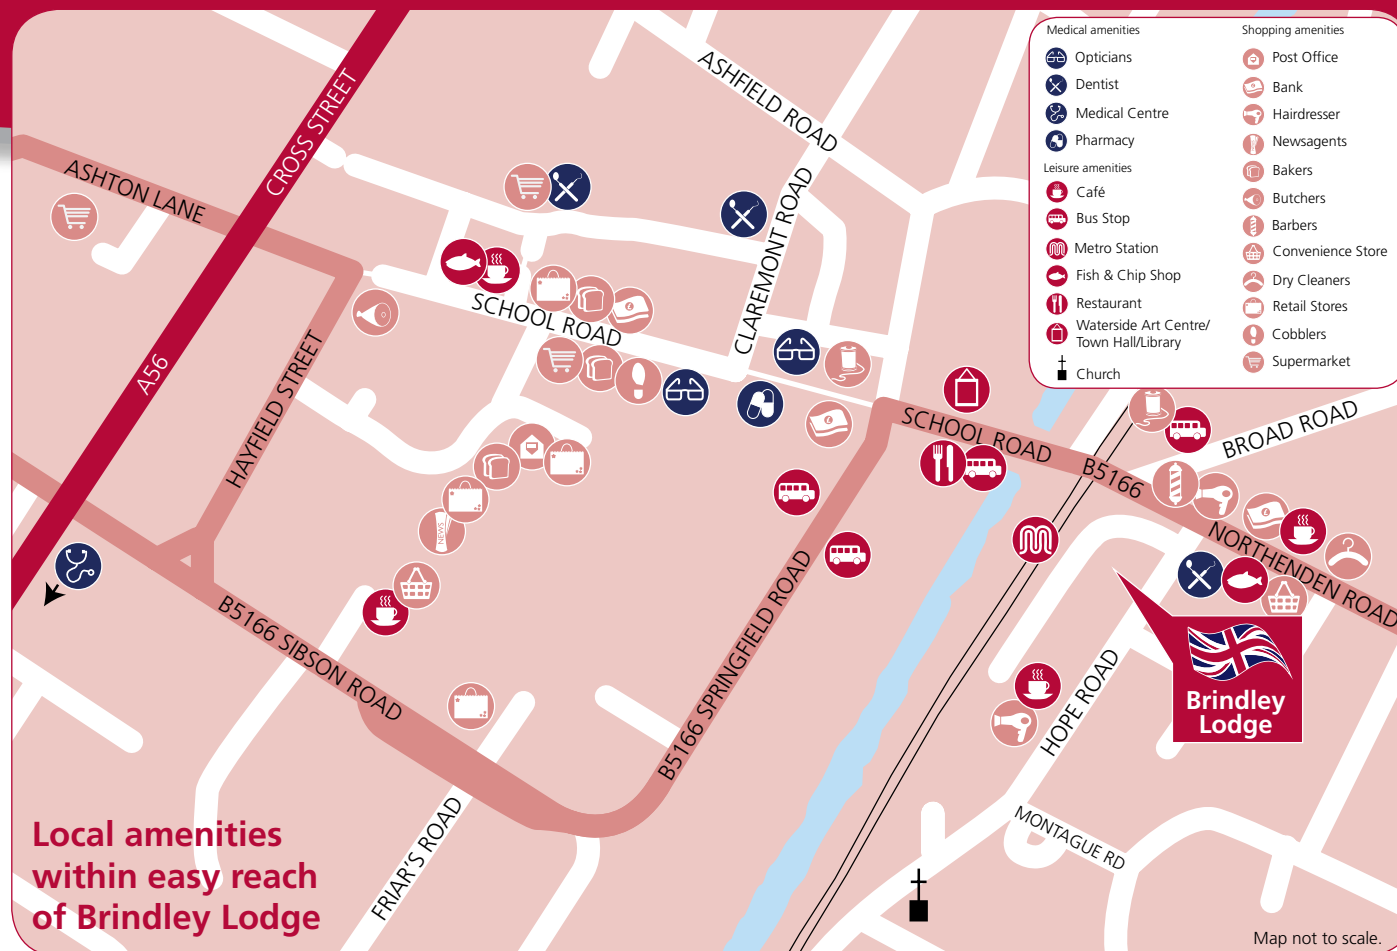 Medical amenities
Opticians
Dentist
Medical Centre
Pharmacy
Leisure amenities
Café
Bus Stop
Metro Station
Fish & Chip Shop
Restaurant
Waterside Art Centre/
Town Hall/Library
Church
Shopping amenities
Post Office
Bank
Hairdresser
Newsagents
Bakers
Butchers
Barbers
Convenience Store
Dry Cleaners
Retail Stores
Cobblers
Supermarket
ASHFIELD ROAD
CROSS STREET
ASHTON LANE
CLAREMONT ROAD
SCHOOL ROAD
A56
HAYFIELD STREET
SCHOOL ROAD
B5166
BROAD ROAD
NEWS
NORTHENDEN ROAD
B5166 SIBSON ROAD
B5166 SPRINGFIELD ROAD
HOPE ROAD
Brindley
Lodge
MONTAGUE RD
FRIAR'S ROAD
Local amenities
within easy reach
of Brindley Lodge
Map not to scale.